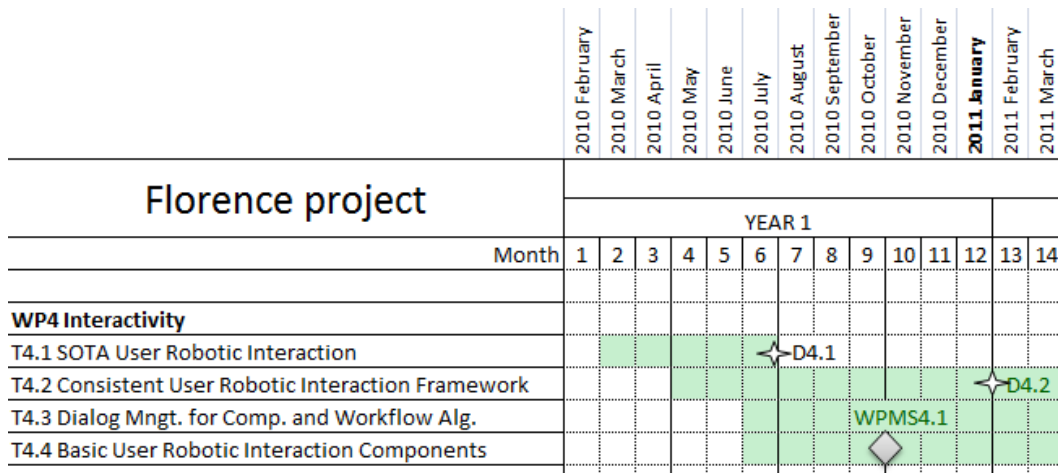 2010 February
2010 March
2010 April
2010 May
2010 June
2010 July
2010 August
2010 September
2010 October
2010 November
2010 December
2011 January
2011 February
2011 March
Florence project
YEAR 1
Month 1 2 3 4 5 6 7 8 9 10 11 12 13 14
WP4 Interactivity
T4.1 SOTA User Robotic Interaction D4.1
T4.2 Consistent User Robotic Interaction Framework D4.2
T4.3 Dialog Mngt. for Comp. and Workflow Alg. WPMS4.1
T4.4 Basic User Robotic Interaction Components